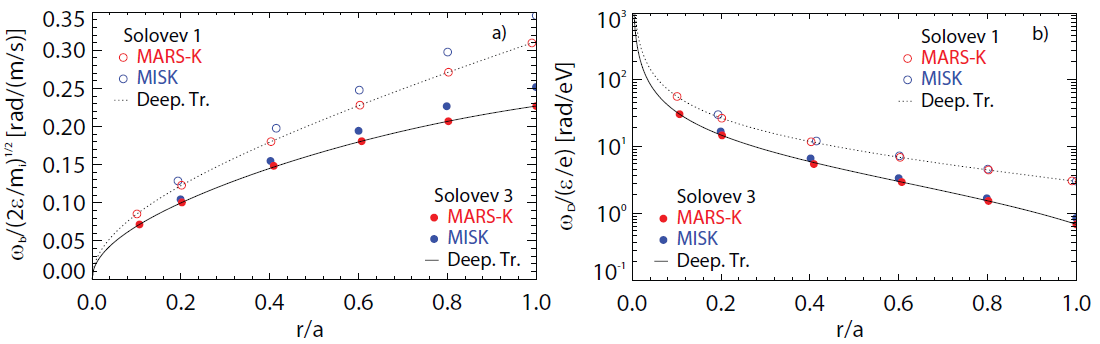 0.35
0.30
0.25
0.20
0.15
0.10
0.05
0.00
ω_b/(2ε/m_i)^1/2 [rad/(m/s)]
Solovev 1
MARS-K
MISK
Deep. Tr.
a)
Solovev 3
MARS-K
MISK
Deep. Tr.
0.0 0.2 0.4 0.6 0.8 1.0
r/a
10^3
10^2
10^1
10^0
10^-1
ω_D/(ε/e) [rad/eV]
Solovev 1
MARS-K
MISK
Deep. Tr.
b)
Solovev 3
MARS-K
MISK
Deep. Tr.
0.0 0.2 0.4 0.6 0.8 1.0
r/a